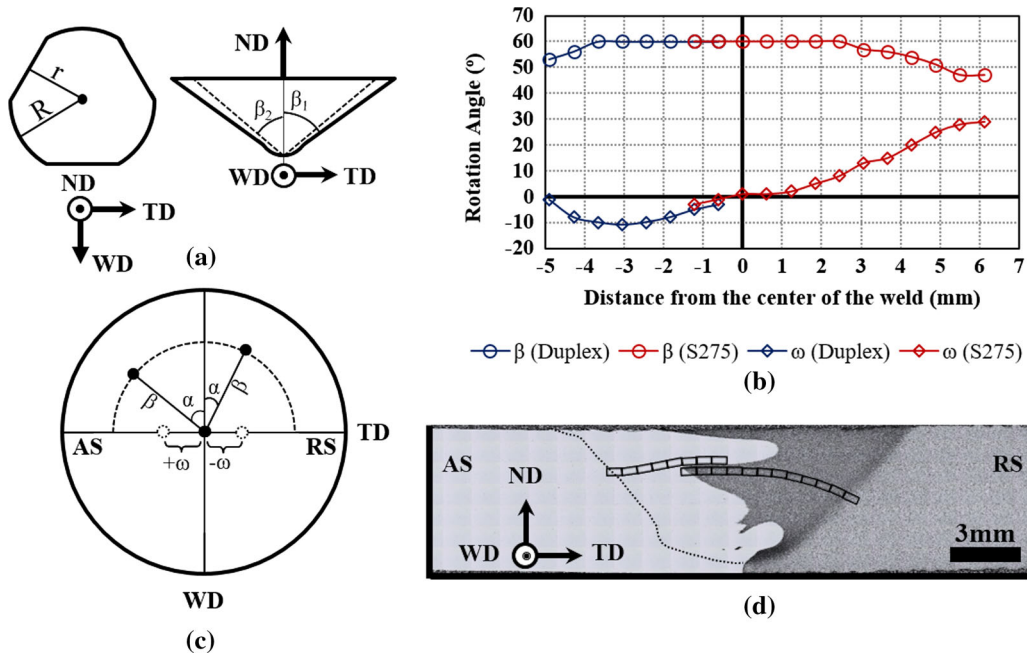 r
R
ND
TD
WD
(a)
ND
β2
β1
WD
TD
Rotation Angle (º)
70
60
50
40
30
20
10
0
-10
-20
-5 -4 -3 -2 -1 0 1 2 3 4 5 6 7
Distance from the center of the weld (mm)
β (Duplex) β (S275) ω (Duplex) ω (S275)
(b)
α α
β β
AS RS TD
+ω -ω
WD
(c)
AS RS
ND
WD TD
3mm
(d)